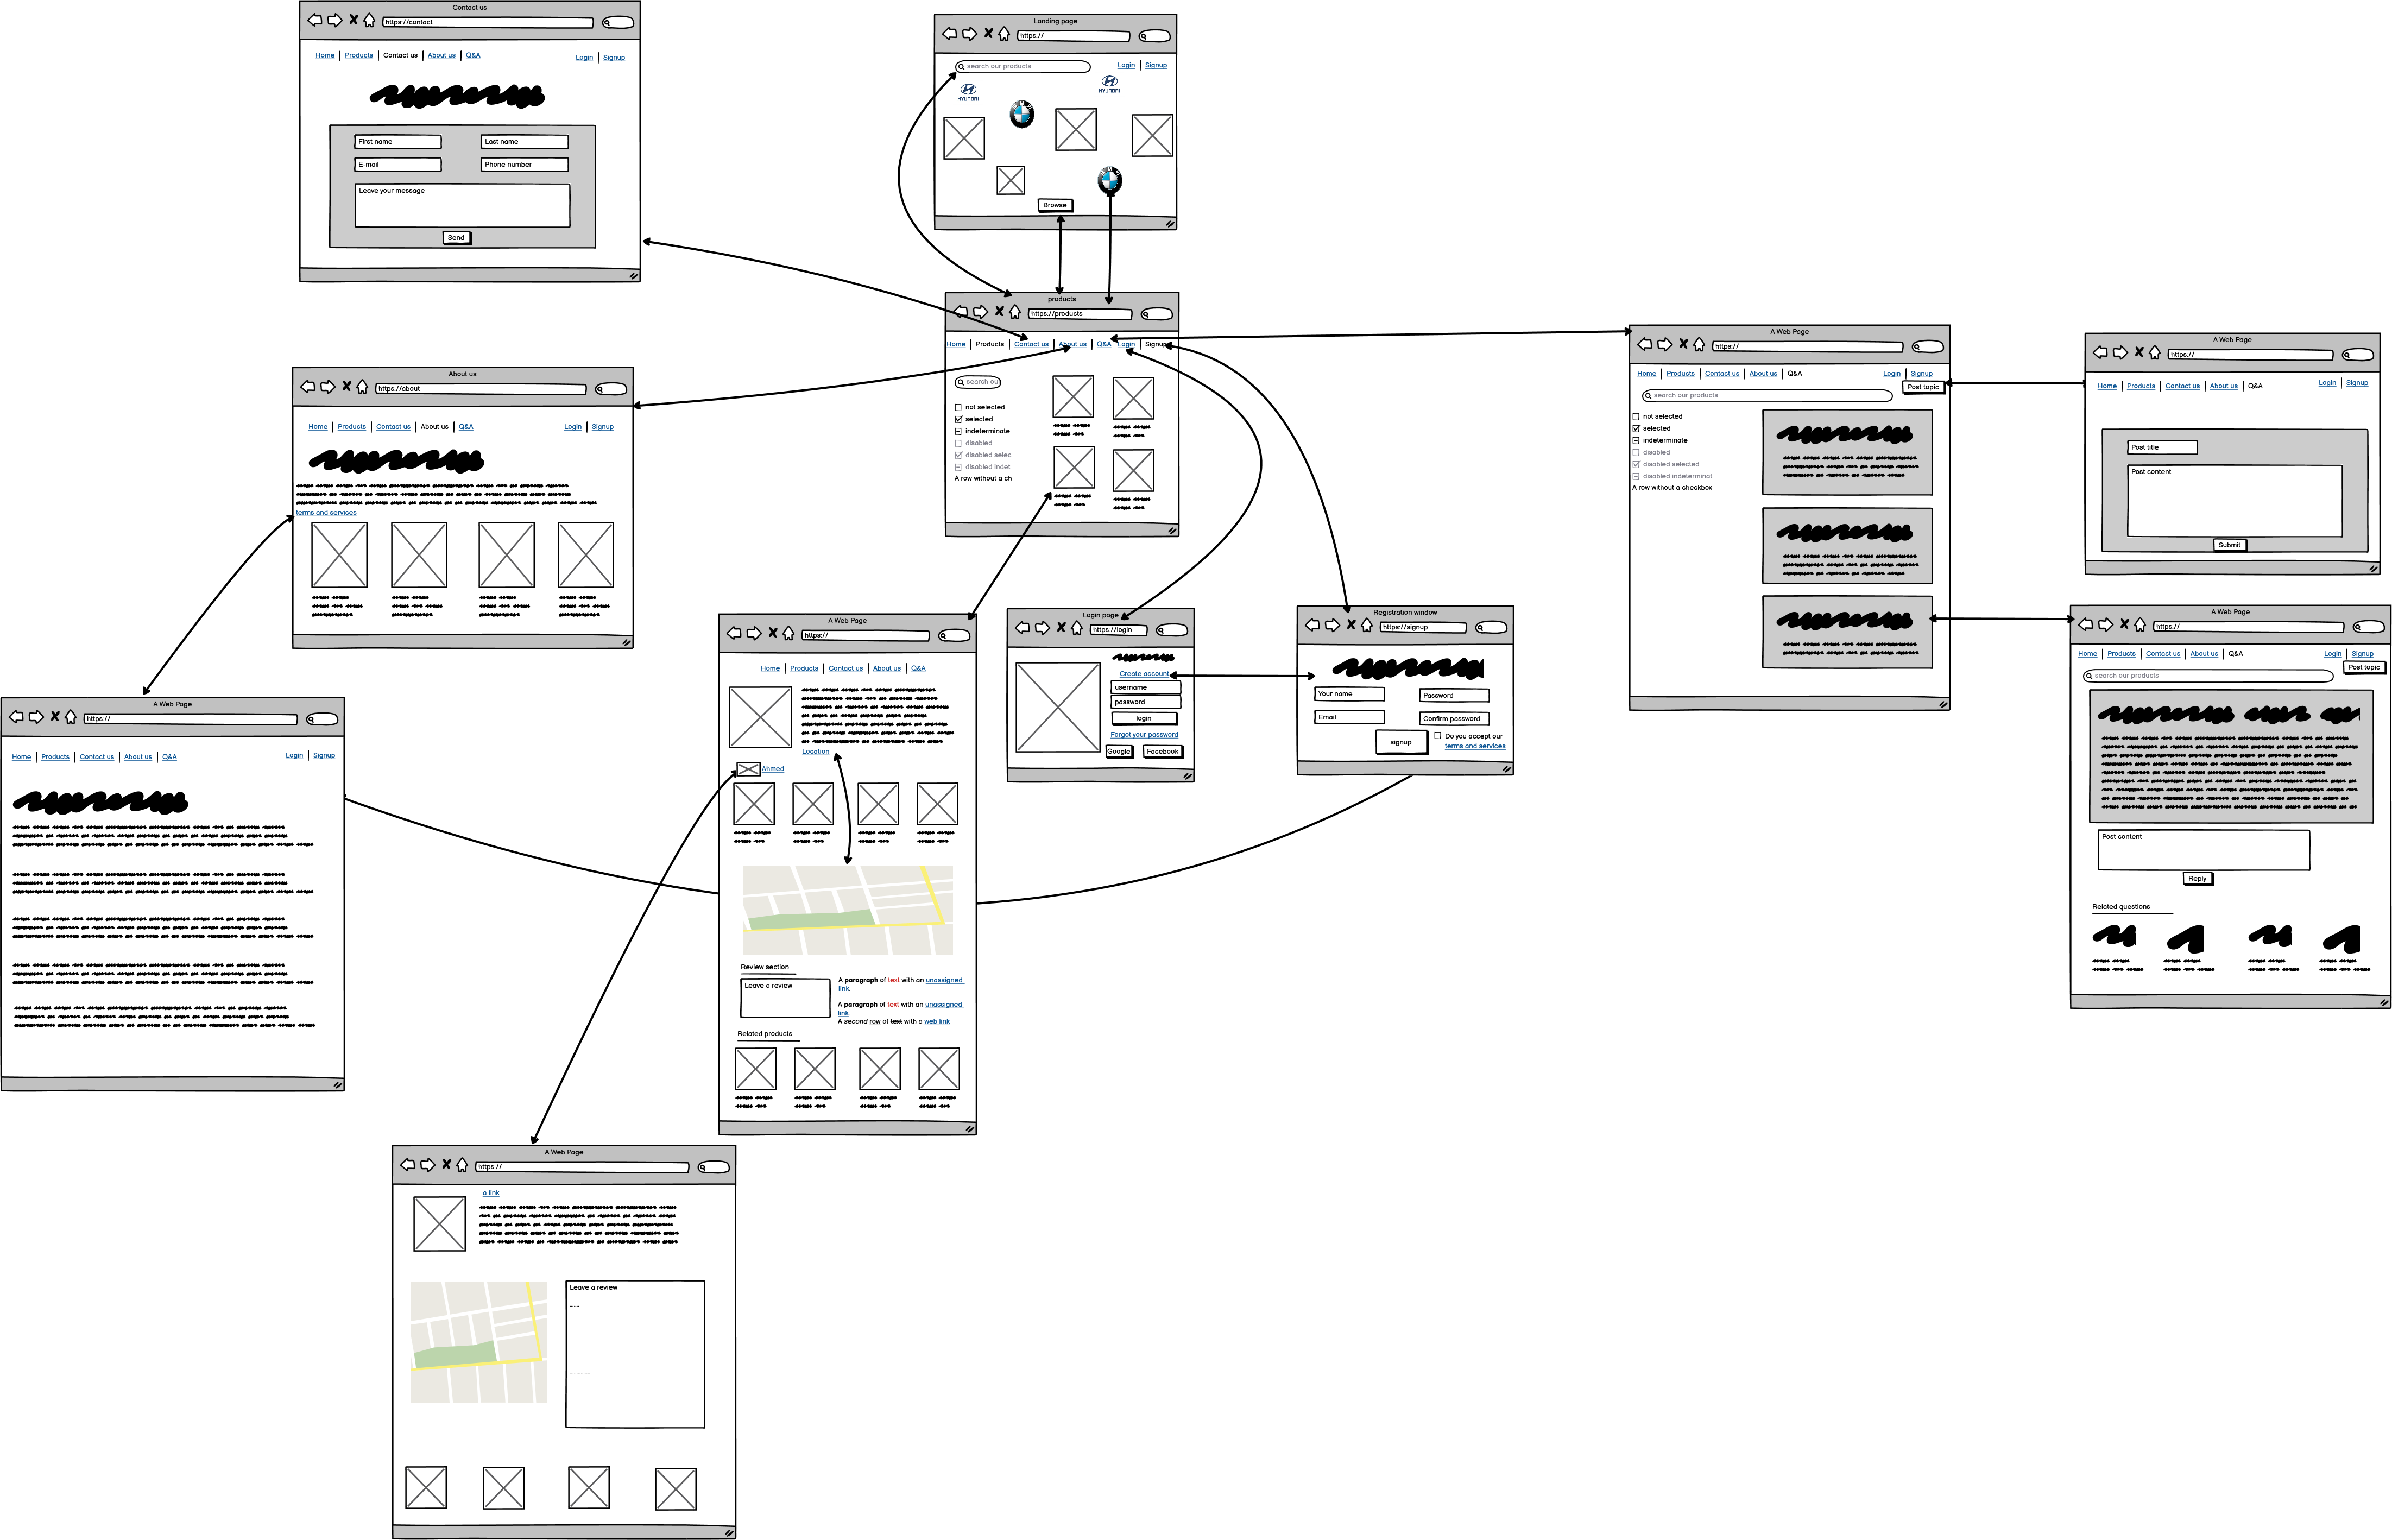 Contact us
https://contact
Home Products Contact us About us Q&A Login Signup
First name Last name
E-mail Phone number
Leave your message
Send
Landing page
https://
search our products Login Signup
HYUNDAI HYUNDAI
BMW
BMW
Browse
products
https://products
Home Products Contact us About us Q&A Login Signup
search our
not selected
selected
indeterminate
disabled
disabled selec
disabled indet
A row without a ch
A Web Page
https://
Home Products Contact us About us Q&A Login Signup
Post topic
search our products
not selected
selected
indeterminate
disabled
disabled selected
disabled indeterminat
A row without a checkbox
A Web Page
https://
Home Products Contact us About us Q&A Login Signup
Post title
Post content
Submit
About us
https://about
Home Products Contact us About us Q&A Login Signup
terms and services
A Web Page
https://
Home Products Contact us About us Q&A
Location
Ahmed
Review section
Leave a review
A paragraph of text with an unassigned
link.
A paragraph of text with an unassigned
link.
A second row of text with a web link
Related products
Login page
https://login
Create account
username
password
login
Forgot your password
Google Facebook
Registration window
https://signup
Your name Password
Email Confirm password
signup
Do you accept our
terms and services
A Web Page
https://
Home Products Contact us About us Q&A Login Signup
Post topic
search our products
Post content
Reply
Related questions
A Web Page
https://
Home Products Contact us About us Q&A Login Signup
A Web Page
https://
a link
Leave a review